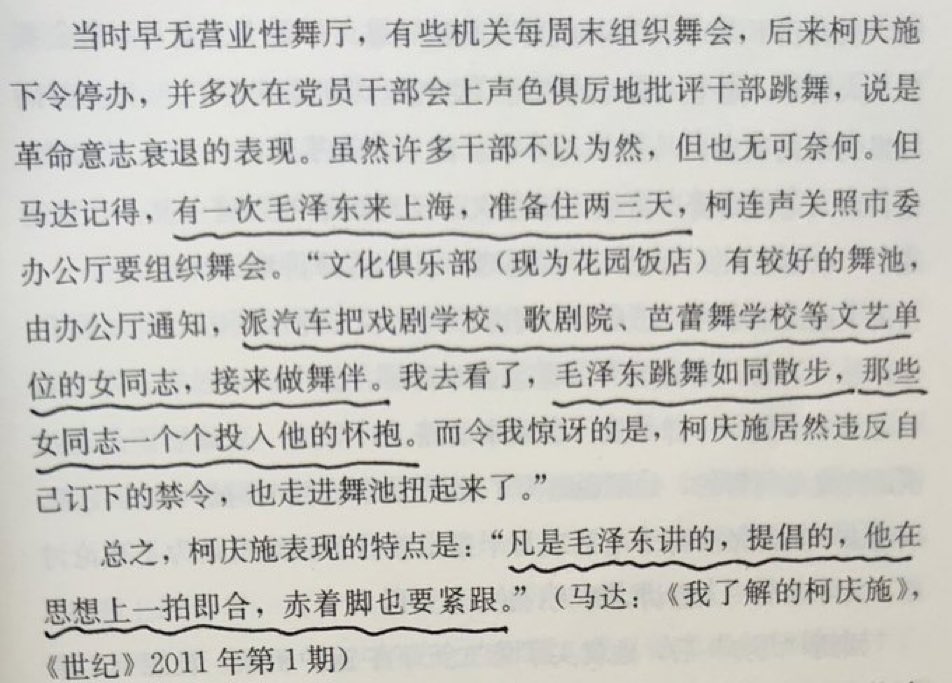 当时早无营业性舞厅，有些机关每周末组织舞会，后来柯庆施
下令停办，并多次在党员干部会上声色俱厉地批评干部跳舞，说是
革命意志衰退的表现。虽然许多干部不以为然，但也无可奈何。但
马达记得，有一次毛泽东来上海，准备住两三天，柯连声关照市委
办公厅要组织舞会。“文化俱乐部（现为花园饭店）有较好的舞池，
由办公厅通知，派汽车把戏剧学校、歌剧院、芭蕾舞学校等文艺单
位的女同志，接来做舞伴。我去看了，毛泽东跳舞如同散步，那些
女同志一个个投入他的怀抱。而令我惊讶的是，柯庆施居然违反自
己订下的禁令，也走进舞池扭起来了。”
总之，柯庆施表现的特点是：“凡是毛泽东讲的，提倡的，他在
思想上一拍即合，赤着脚也要紧跟。”（马达：《我了解的柯庆施》，
《世纪》2011年第1期）